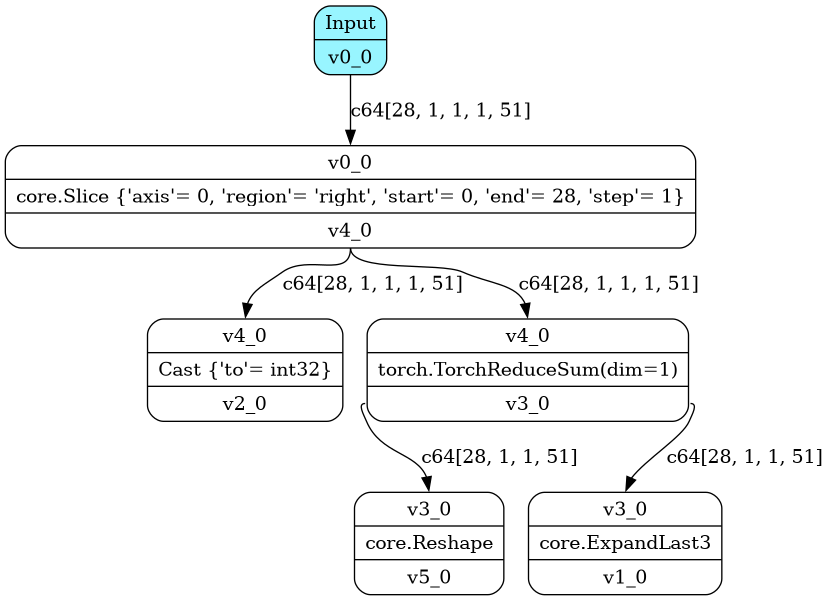 Input
v0_0
c64[28, 1, 1, 1, 51]
v0_0
core.Slice {'axis'= 0, 'region'= 'right', 'start'= 0, 'end'= 28, 'step'= 1}
v4_0
c64[28, 1, 1, 1, 51]
c64[28, 1, 1, 1, 51]
v4_0
Cast {'to'= int32}
v2_0
v4_0
torch.TorchReduceSum(dim=1)
v3_0
c64[28, 1, 1, 51]
c64[28, 1, 1, 51]
v3_0
core.Reshape
v5_0
v3_0
core.ExpandLast3
v1_0